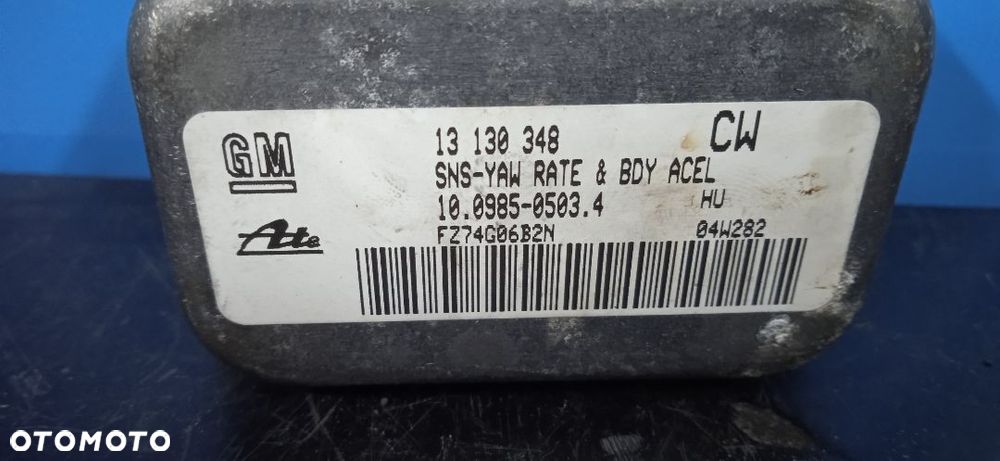 GM
13 130 348
CW
SNS-YAW RATE & BDY ACEL
Ate
10.0985-0503.4
HU
FZ74G06B2N
04W282
OTOMOTO